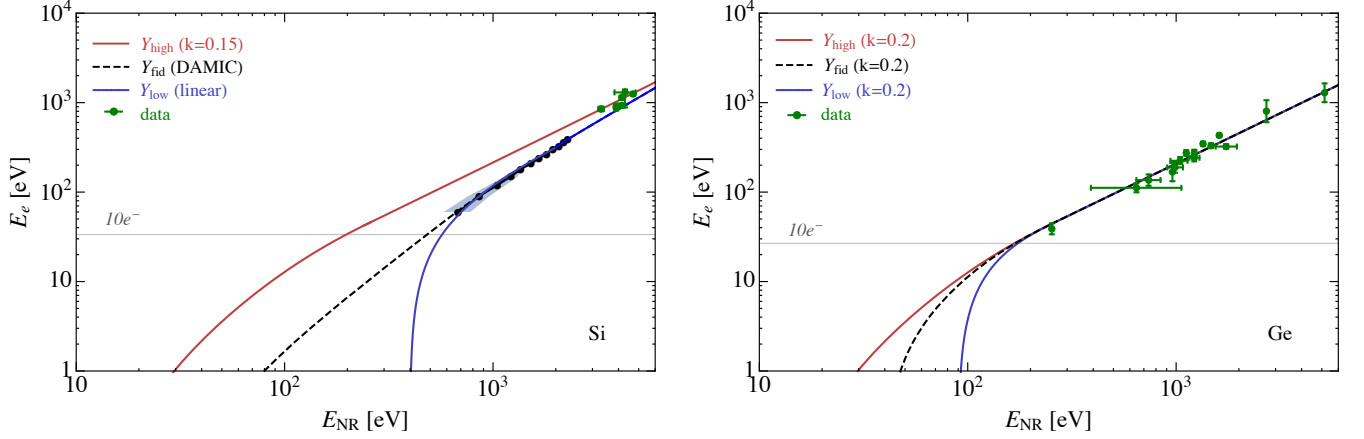 10⁴
10³
10²
10
1
Y_high (k=0.15)
Y_fid (DAMIC)
Y_low (linear)
data
10e⁻
Si
E_e [eV]
10
10²
10³
E_NR [eV]
10⁴
10³
10²
10
1
Y_high (k=0.2)
Y_fid (k=0.2)
Y_low (k=0.2)
data
10e⁻
Ge
E_e [eV]
10
10²
10³
E_NR [eV]